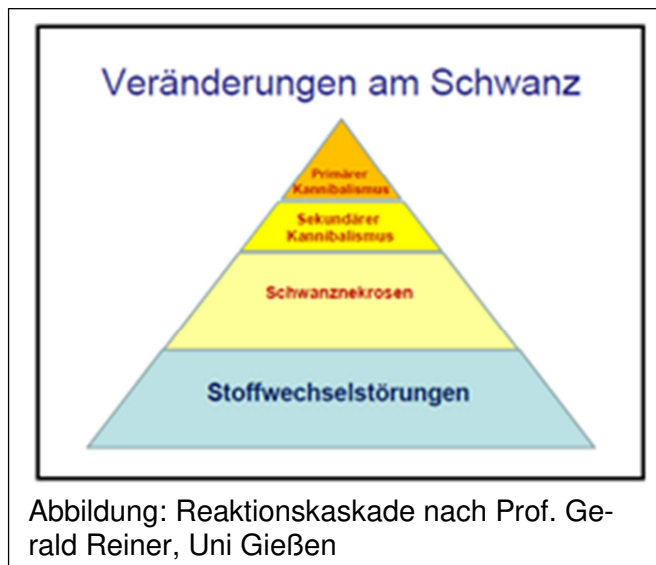 Veränderungen am Schwanz
Primärer
Kannibalismus
Sekundärer
Kannibalismus
Schwanznekrosen
Stoffwechselstörungen
Abbildung: Reaktionskaskade nach Prof. Ge-
rald Reiner, Uni Gießen